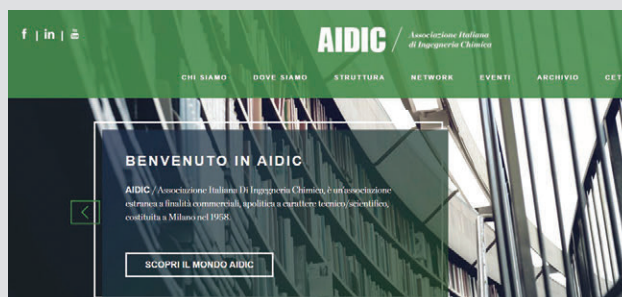 f | in |
AIDIC / Associazione Italiana
di Ingegneria Chimica
CHI SIAMO DOVE SIAMO STRUTTURA NETWORK EVENTI ARCHIVIO CET
BENVENUTO IN AIDIC
AIDIC / Associazione Italiana Di Ingegneria Chimica, è un'associazione
estranea a finalità commerciali, apolitica a carattere tecnico/scientifico,
costituita a Milano nel 1958.
SCOPRI IL MONDO AIDIC